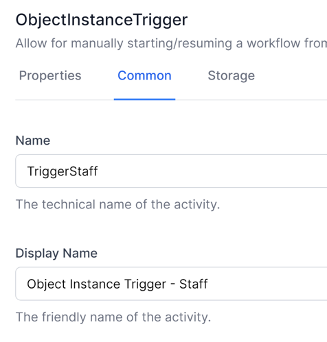 ObjectInstanceTrigger
Allow for manually starting/resuming a workflow from
Properties Common Storage
Name
TriggerStaff
The technical name of the activity.
Display Name
Object Instance Trigger - Staff
The friendly name of the activity.